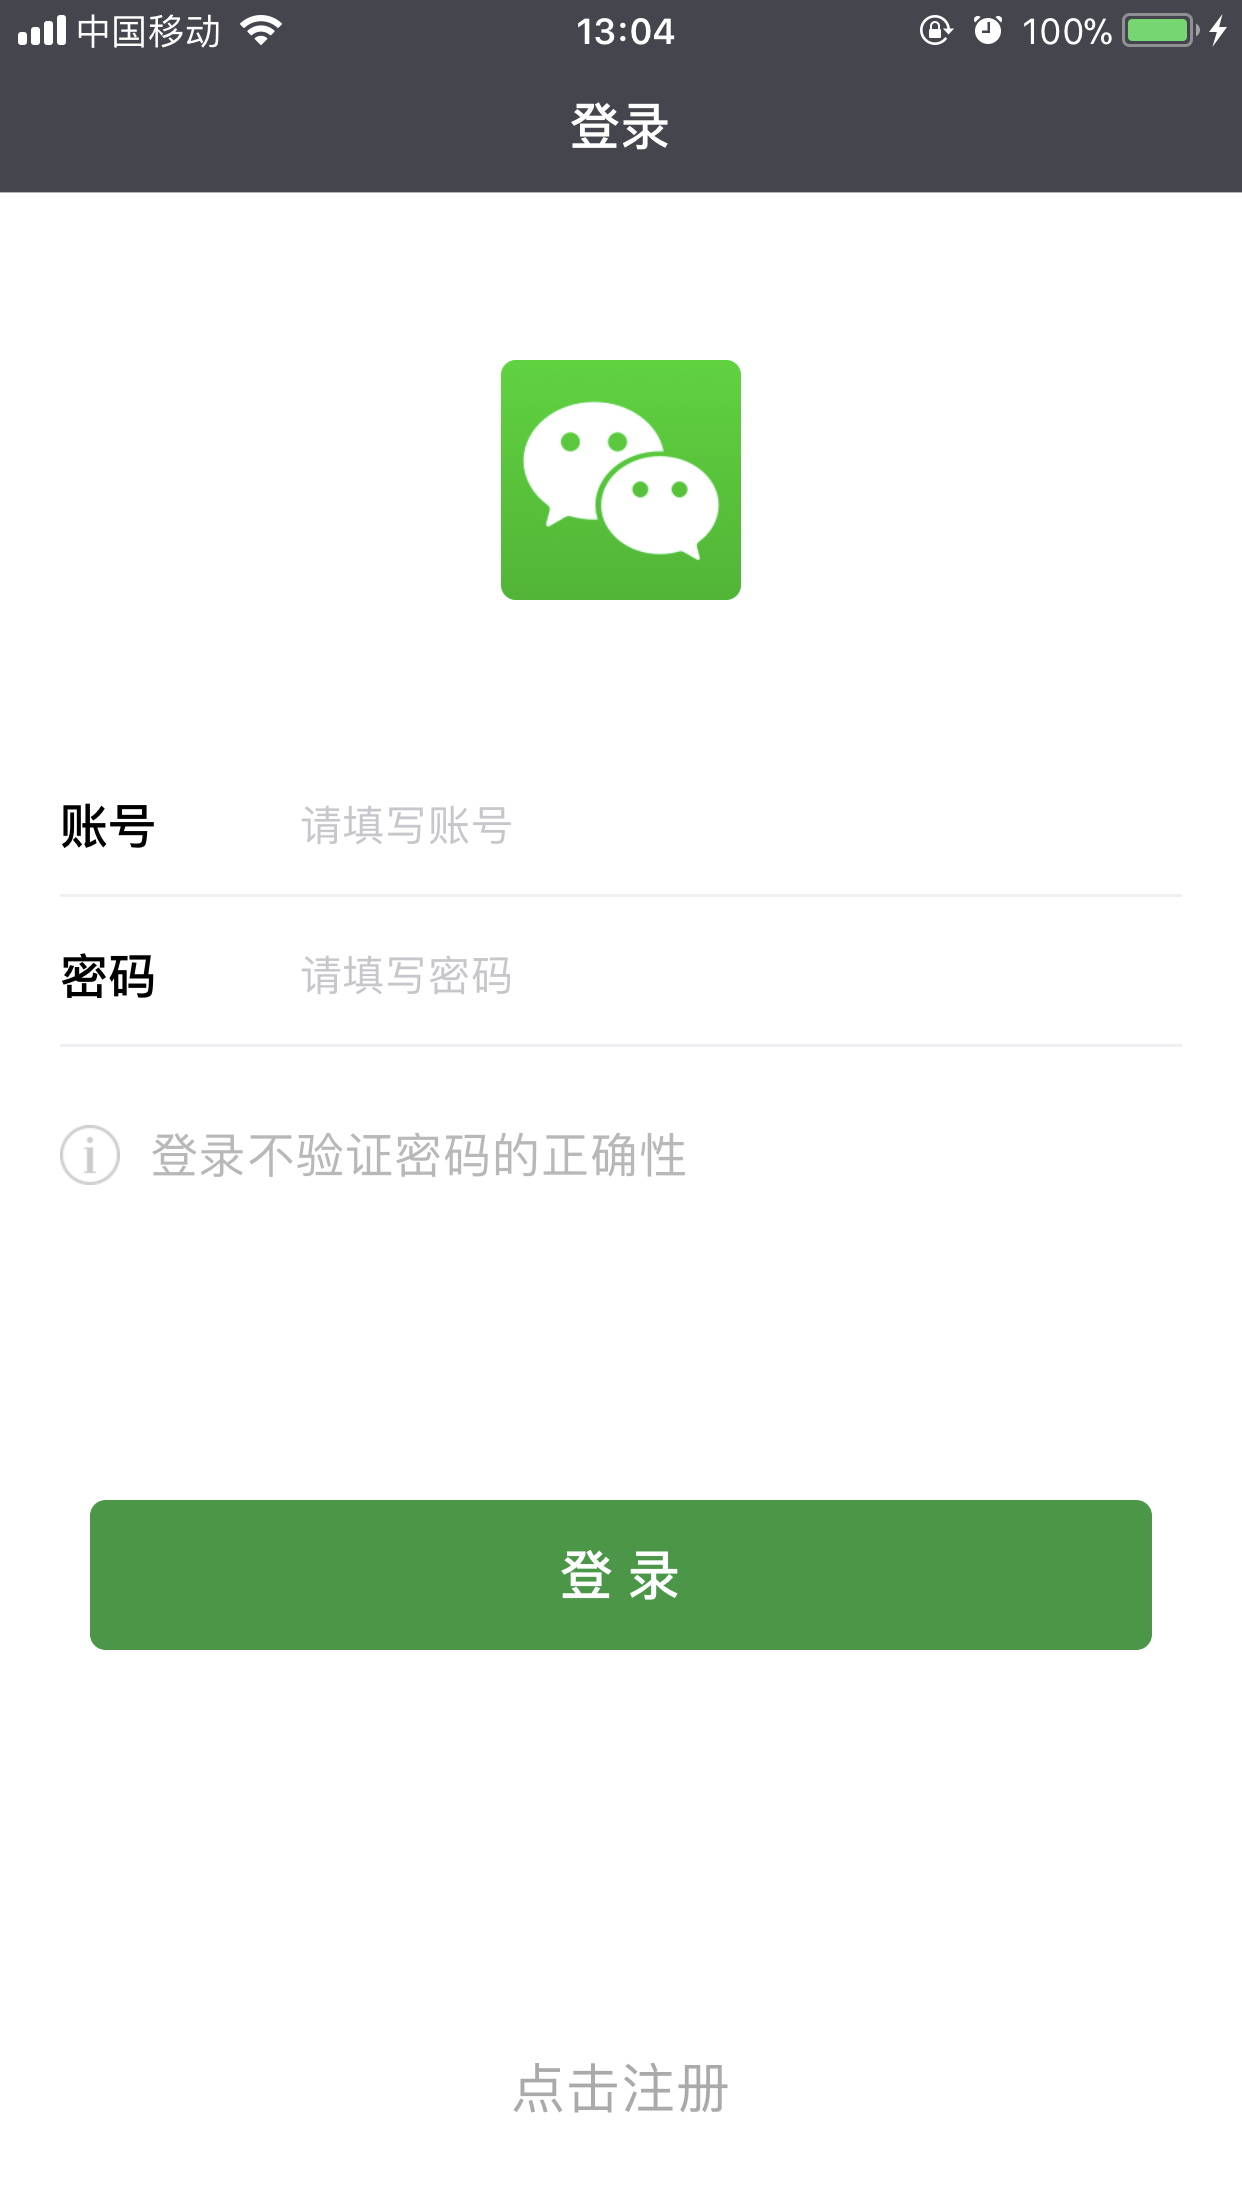 中国移动 13:04 100%
登录
账号 请填写账号
密码 请填写密码
登录不验证密码的正确性
登 录
点击注册